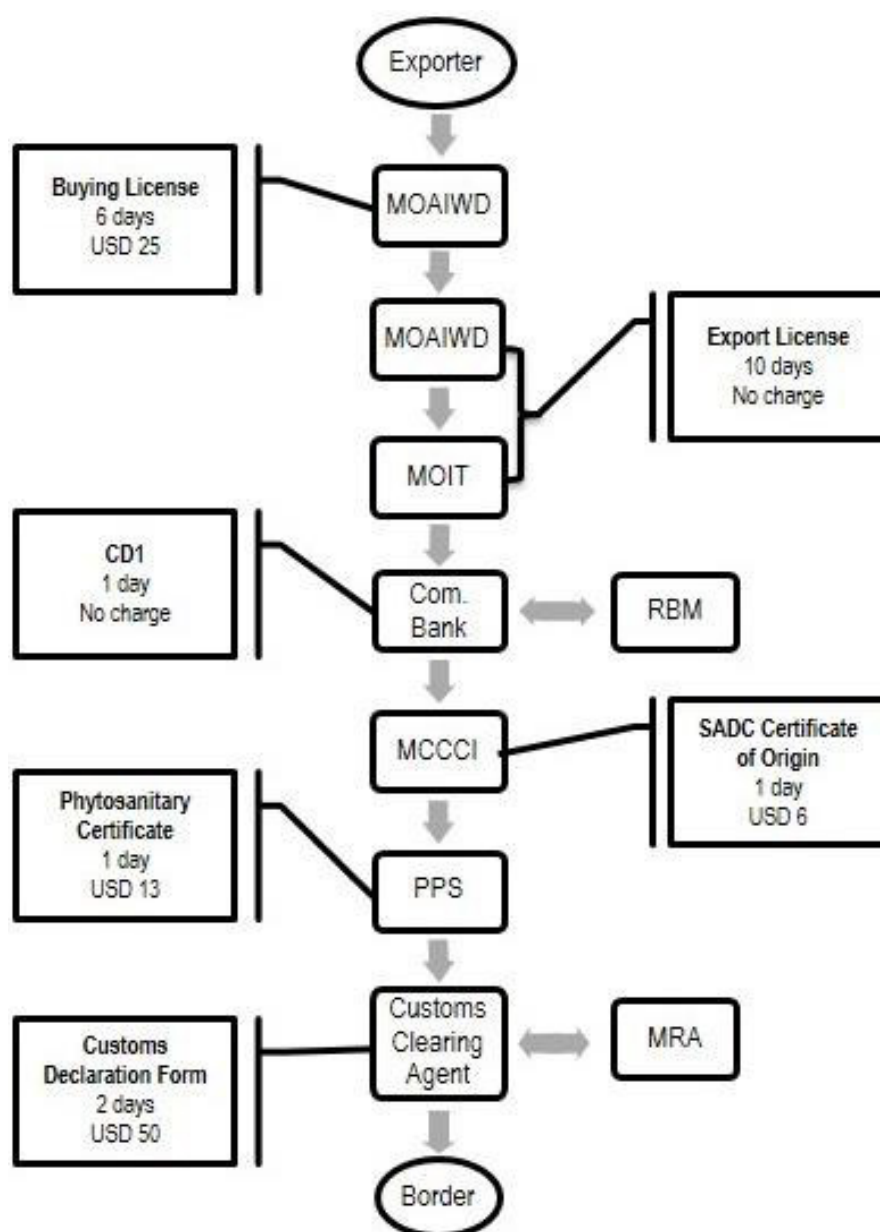 Exporter
Buying License
6 days
USD 25
MOAIWD
MOAIWD
Export License
10 days
No charge
MOIT
CD1
1 day
No charge
Com.
Bank
RBM
MCCCI
SADC Certificate
of Origin
1 day
USD 6
Phytosanitary
Certificate
1 day
USD 13
PPS
Customs
Clearing
Agent
MRA
Customs
Declaration Form
2 days
USD 50
Border